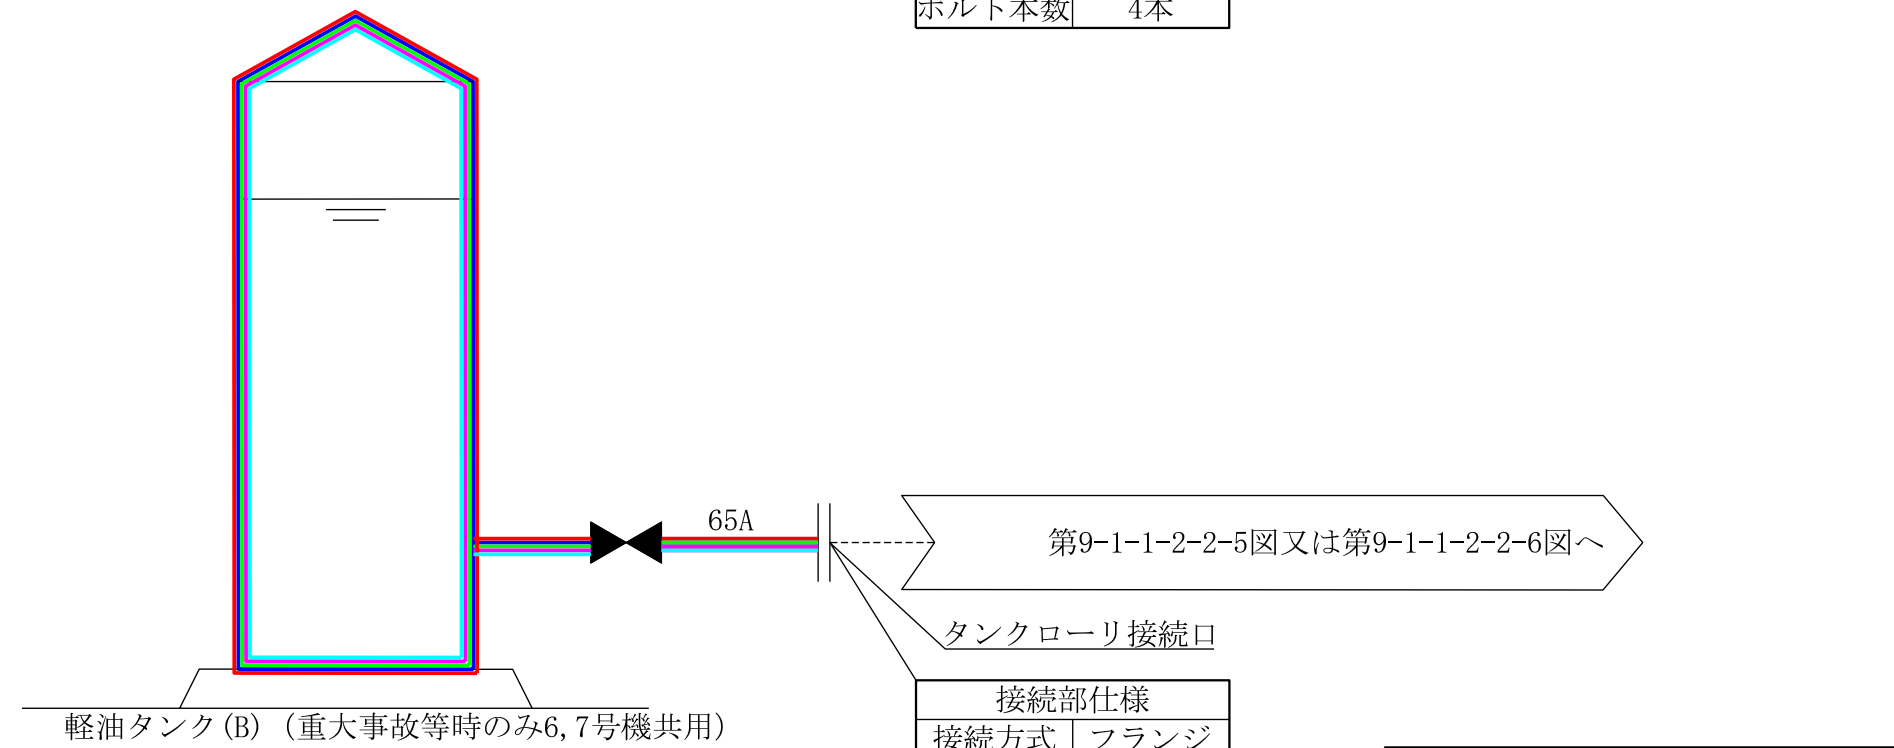 ボルト本数 4本
65A
第9-1-1-2-2-5図又は第9-1-1-2-2-6図へ
タンクローリ接続口
接続部仕様
接続方式 フランジ
軽油タンク(B)（重大事故等時のみ6,7号機共用）